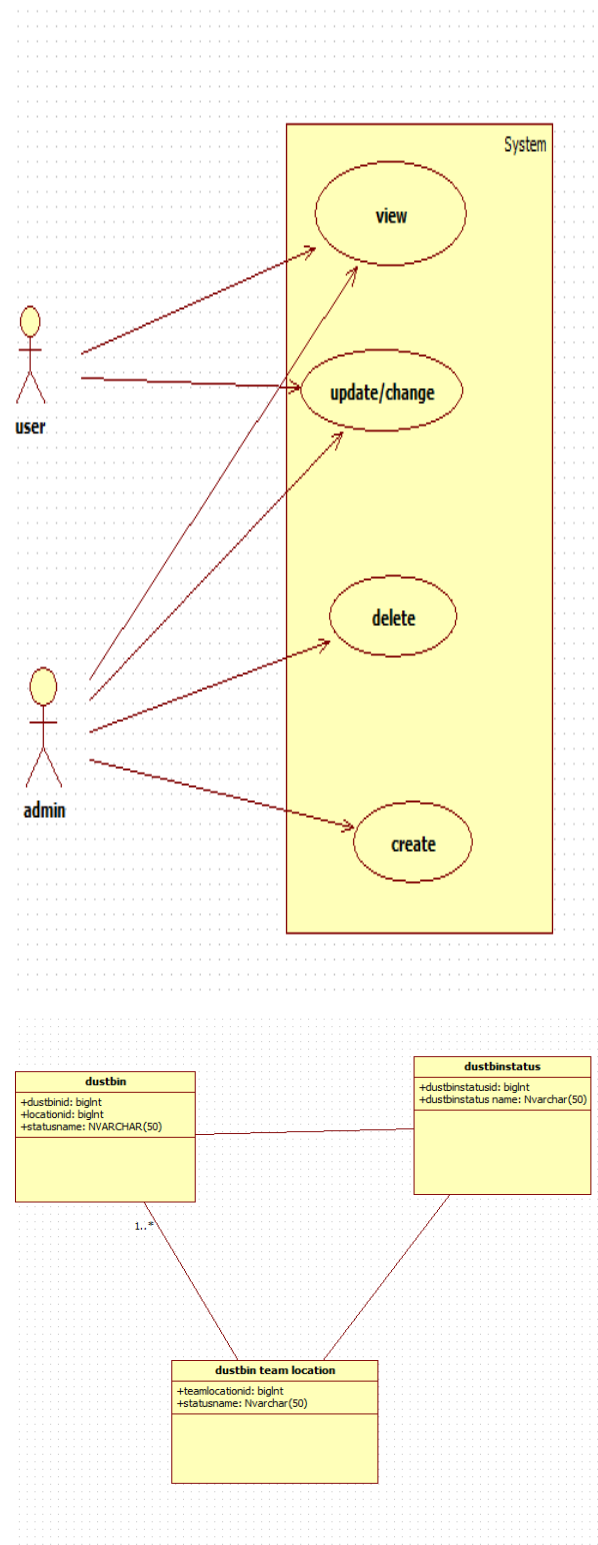 System
view
user
update/change
delete
admin
create
dustbin
+dustbinid: bigInt
+locationid: bigInt
+statusname: NVARCHAR(50)
dustbinstatus
+dustbinstatusid: bigInt
+dustbinstatus name: Nvarchar(50)
1..*
dustbin team location
+teamlocationid: bigInt
+statusname: Nvarchar(50)